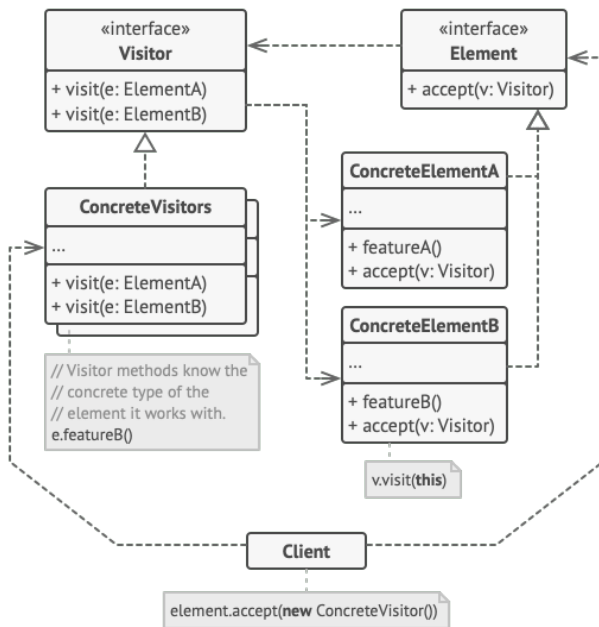 «interface»
Visitor
+ visit(e: ElementA)
+ visit(e: ElementB)
«interface»
Element
+ accept(v: Visitor)
ConcreteVisitors
...
+ visit(e: ElementA)
+ visit(e: ElementB)
// Visitor methods know the
// concrete type of the
// element it works with.
e.featureB()
ConcreteElementA
...
+ featureA()
+ accept(v: Visitor)
ConcreteElementB
...
+ featureB()
+ accept(v: Visitor)
v.visit(this)
Client
element.accept(new ConcreteVisitor())